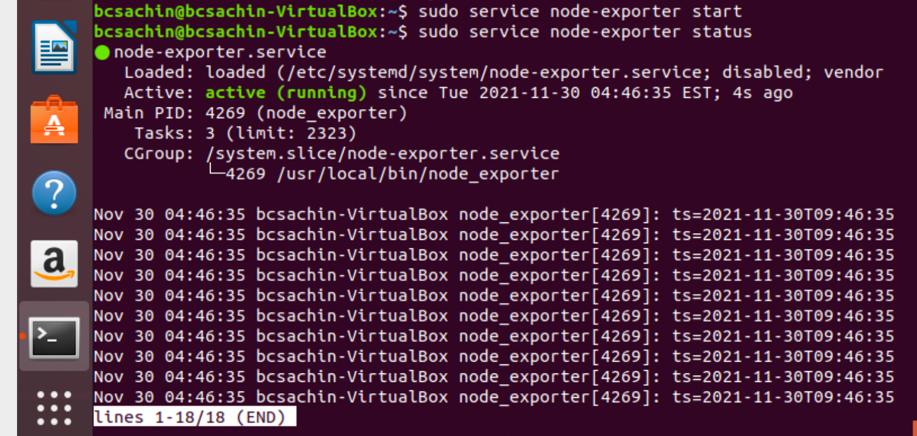 bcsachin@bcsachin-VirtualBox:~$ sudo service node-exporter start
bcsachin@bcsachin-VirtualBox:~$ sudo service node-exporter status
● node-exporter.service
   Loaded: loaded (/etc/systemd/system/node-exporter.service; disabled; vendor
   Active: active (running) since Tue 2021-11-30 04:46:35 EST; 4s ago
 Main PID: 4269 (node_exporter)
    Tasks: 3 (limit: 2323)
   CGroup: /system.slice/node-exporter.service
           └─4269 /usr/local/bin/node_exporter
Nov 30 04:46:35 bcsachin-VirtualBox node_exporter[4269]: ts=2021-11-30T09:46:35
Nov 30 04:46:35 bcsachin-VirtualBox node_exporter[4269]: ts=2021-11-30T09:46:35
Nov 30 04:46:35 bcsachin-VirtualBox node_exporter[4269]: ts=2021-11-30T09:46:35
Nov 30 04:46:35 bcsachin-VirtualBox node_exporter[4269]: ts=2021-11-30T09:46:35
Nov 30 04:46:35 bcsachin-VirtualBox node_exporter[4269]: ts=2021-11-30T09:46:35
Nov 30 04:46:35 bcsachin-VirtualBox node_exporter[4269]: ts=2021-11-30T09:46:35
Nov 30 04:46:35 bcsachin-VirtualBox node_exporter[4269]: ts=2021-11-30T09:46:35
Nov 30 04:46:35 bcsachin-VirtualBox node_exporter[4269]: ts=2021-11-30T09:46:35
Nov 30 04:46:35 bcsachin-VirtualBox node_exporter[4269]: ts=2021-11-30T09:46:35
Nov 30 04:46:35 bcsachin-VirtualBox node_exporter[4269]: ts=2021-11-30T09:46:35
lines 1-18/18 (END)